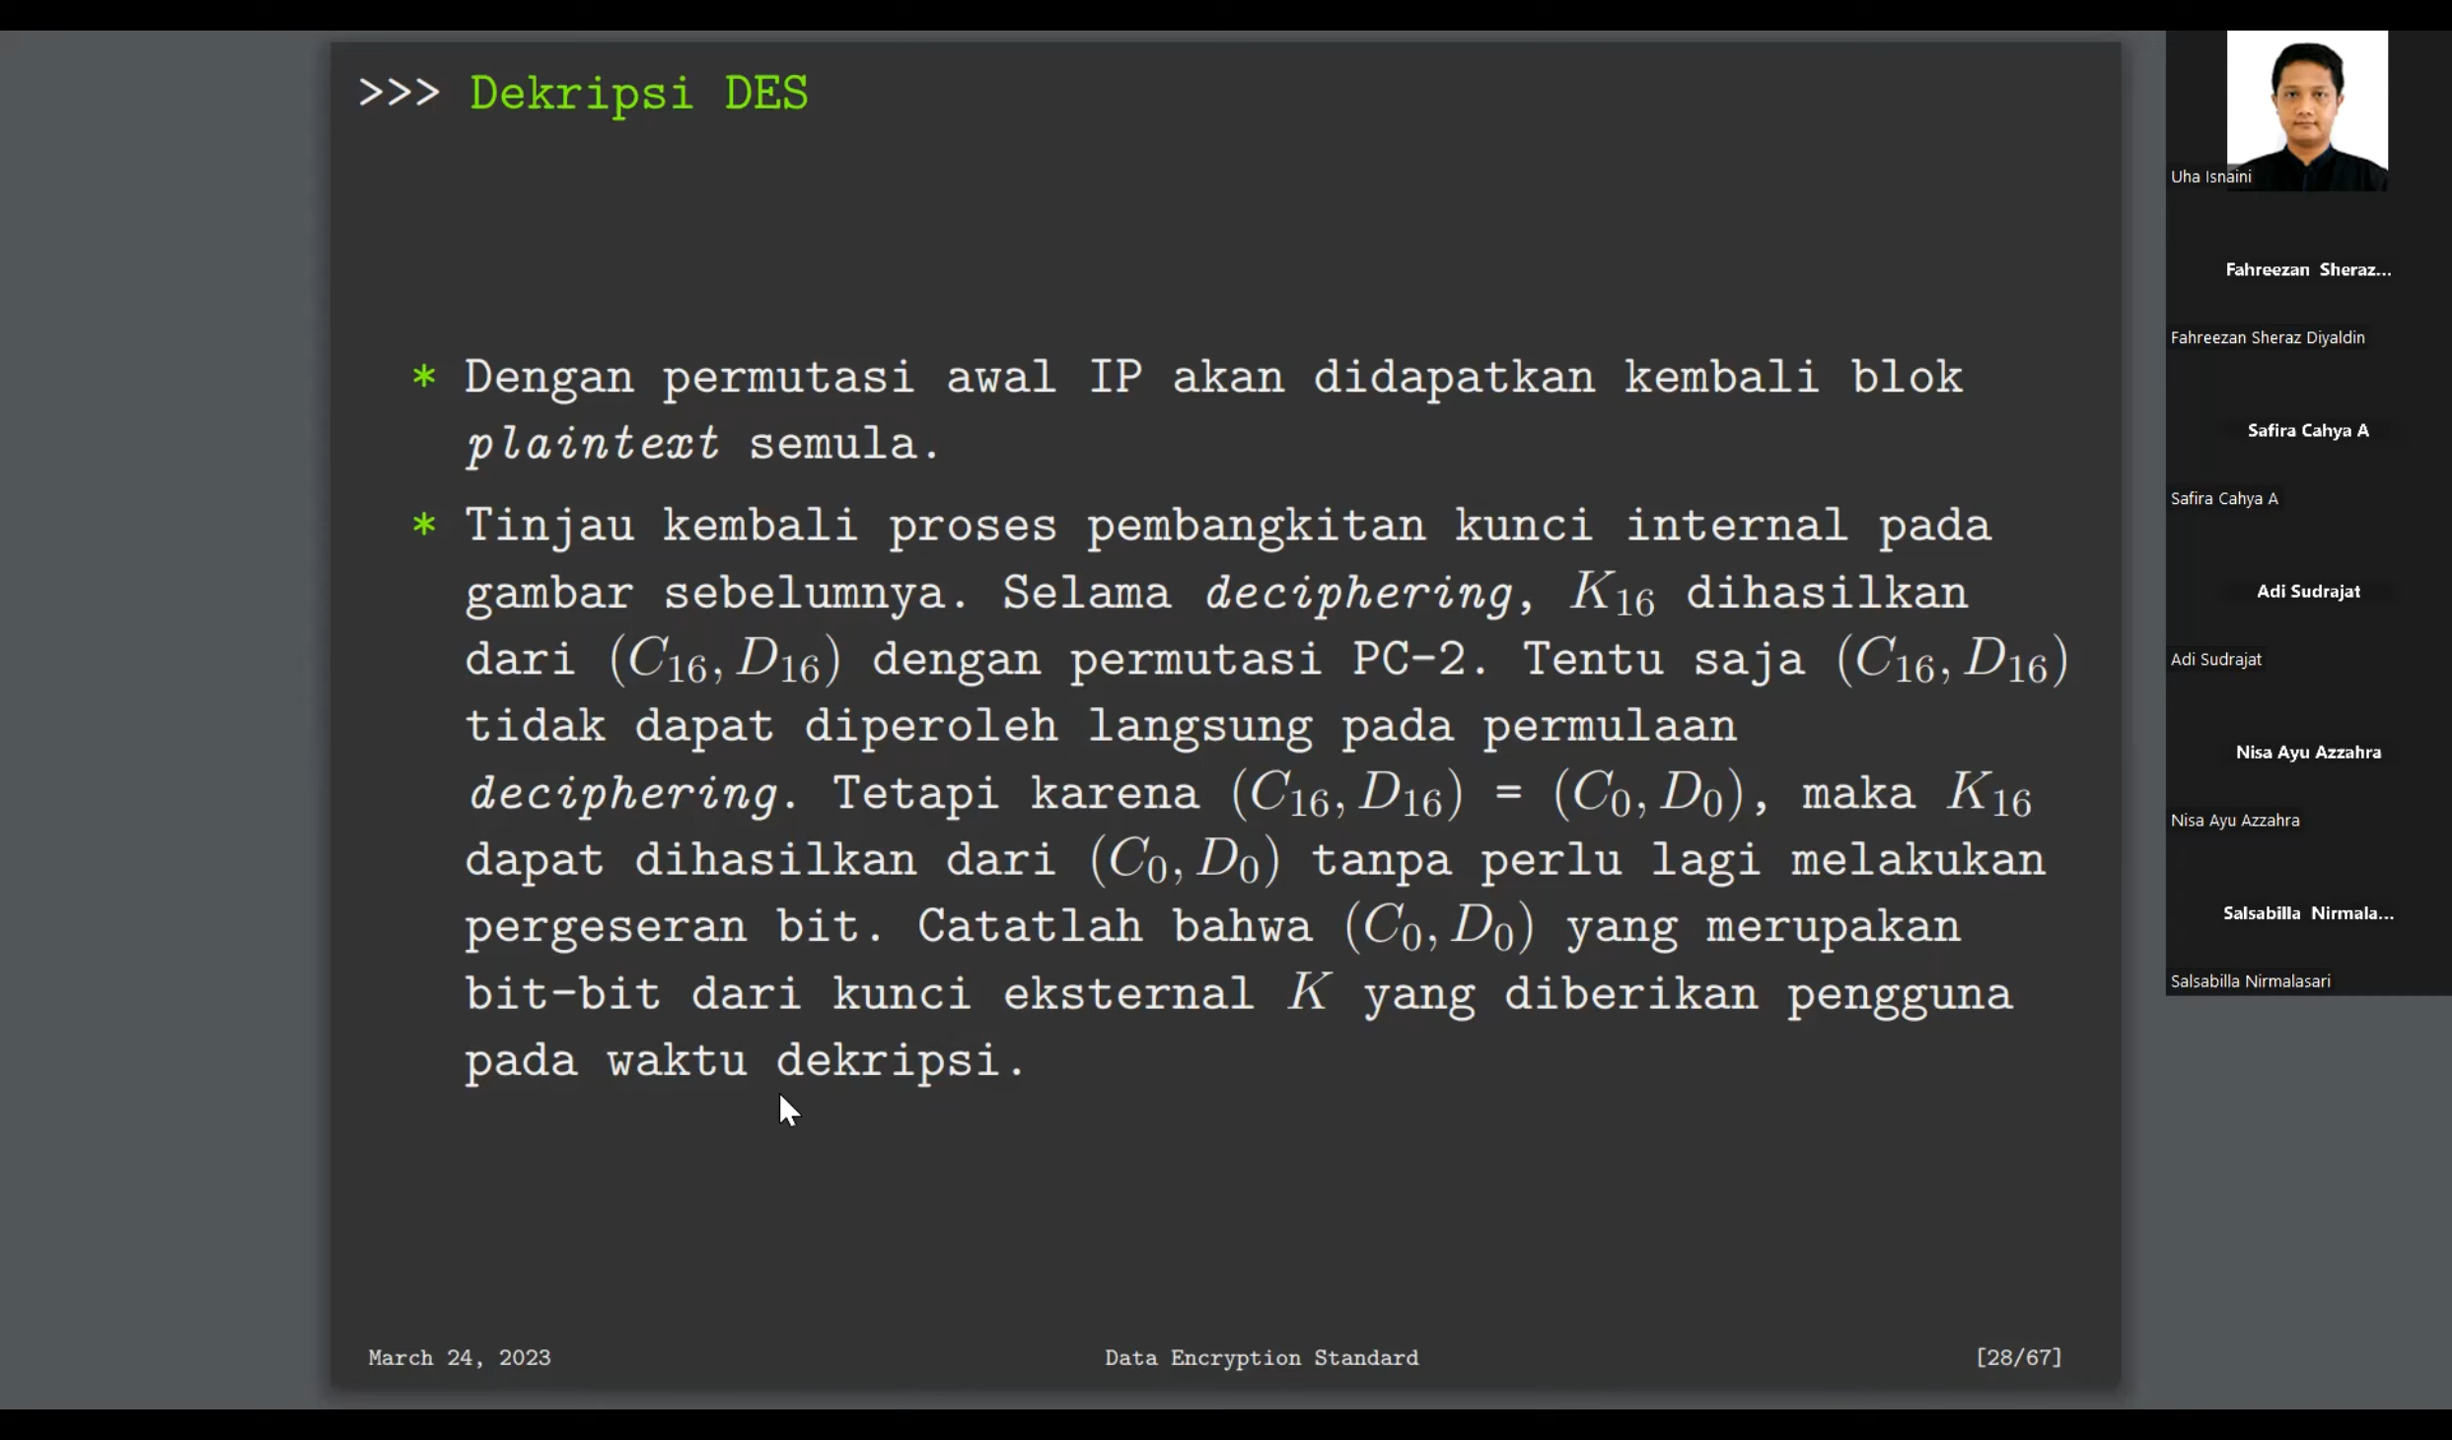 >>> Dekripsi DES
* Dengan permutasi awal IP akan didapatkan kembali blok
plaintext semula.
* Tinjau kembali proses pembangkitan kunci internal pada
gambar sebelumnya. Selama deciphering, K₁₆ dihasilkan
dari (C₁₆, D₁₆) dengan permutasi PC-2. Tentu saja (C₁₆, D₁₆)
tidak dapat diperoleh langsung pada permulaan
deciphering. Tetapi karena (C₁₆, D₁₆) = (C₀, D₀), maka K₁₆
dapat dihasilkan dari (C₀, D₀) tanpa perlu lagi melakukan
pergeseran bit. Catatlah bahwa (C₀, D₀) yang merupakan
bit-bit dari kunci eksternal K yang diberikan pengguna
pada waktu dekripsi.
March 24, 2023
Data Encryption Standard
[28/67]
Uha Isnaini
Fahreezan Sheraz...
Fahreezan Sheraz Diyaldin
Safira Cahya A
Safira Cahya A
Adi Sudrajat
Adi Sudrajat
Nisa Ayu Azzahra
Nisa Ayu Azzahra
Salsabilla Nirmala...
Salsabilla Nirmalasari